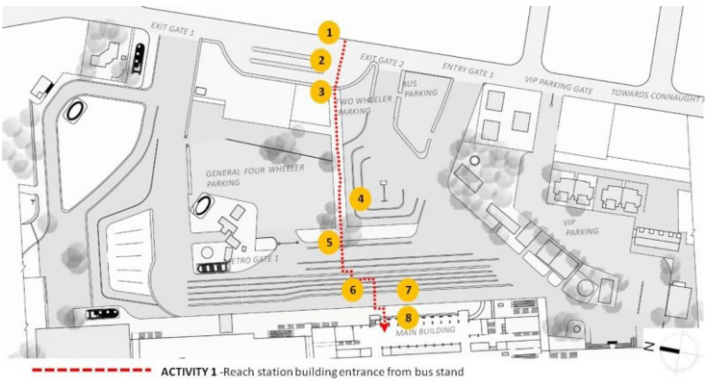 EXIT GATE 1
1
2
EXIT GATE 2
ENTRY GATE 1
VIP PARKING GATE
TOWARDS CONNAUGHT
3
TWO WHEELER
PARKING
BUS
PARKING
GENERAL FOUR WHEELER
PARKING
4
VIP
PARKING
5
METRO GATE 1
6
7
8
MAIN BUILDING
N
ACTIVITY 1 -Reach station building entrance from bus stand